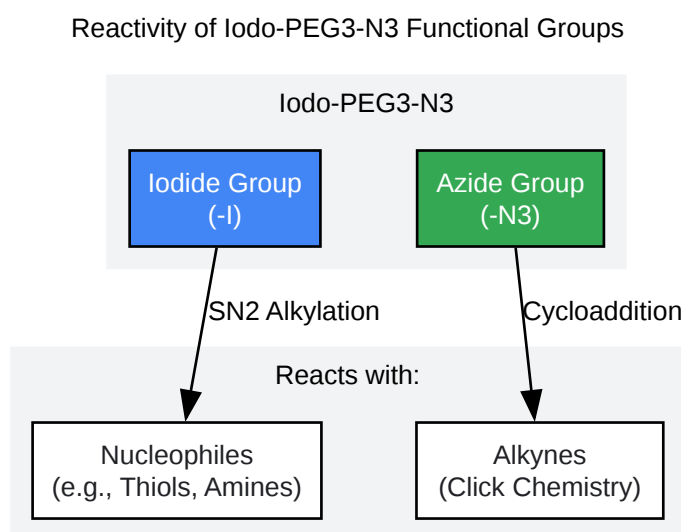 Reactivity of Iodo-PEG3-N3 Functional Groups
Iodo-PEG3-N3
Iodide Group
(-I)
Azide Group
(-N3)
SN2 Alkylation
Cycloaddition
Reacts with:
Nucleophiles
(e.g., Thiols, Amines)
Alkynes
(Click Chemistry)